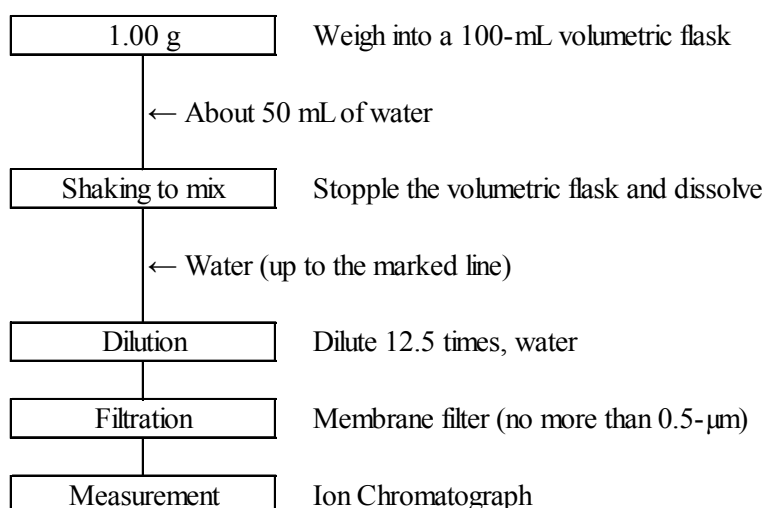 1.00 g Weigh into a 100-mL volumetric flask
← About 50 mL of water
Shaking to mix Stopple the volumetric flask and dissolve
← Water (up to the marked line)
Dilution Dilute 12.5 times, water
Filtration Membrane filter (no more than 0.5-μm)
Measurement Ion Chromatograph